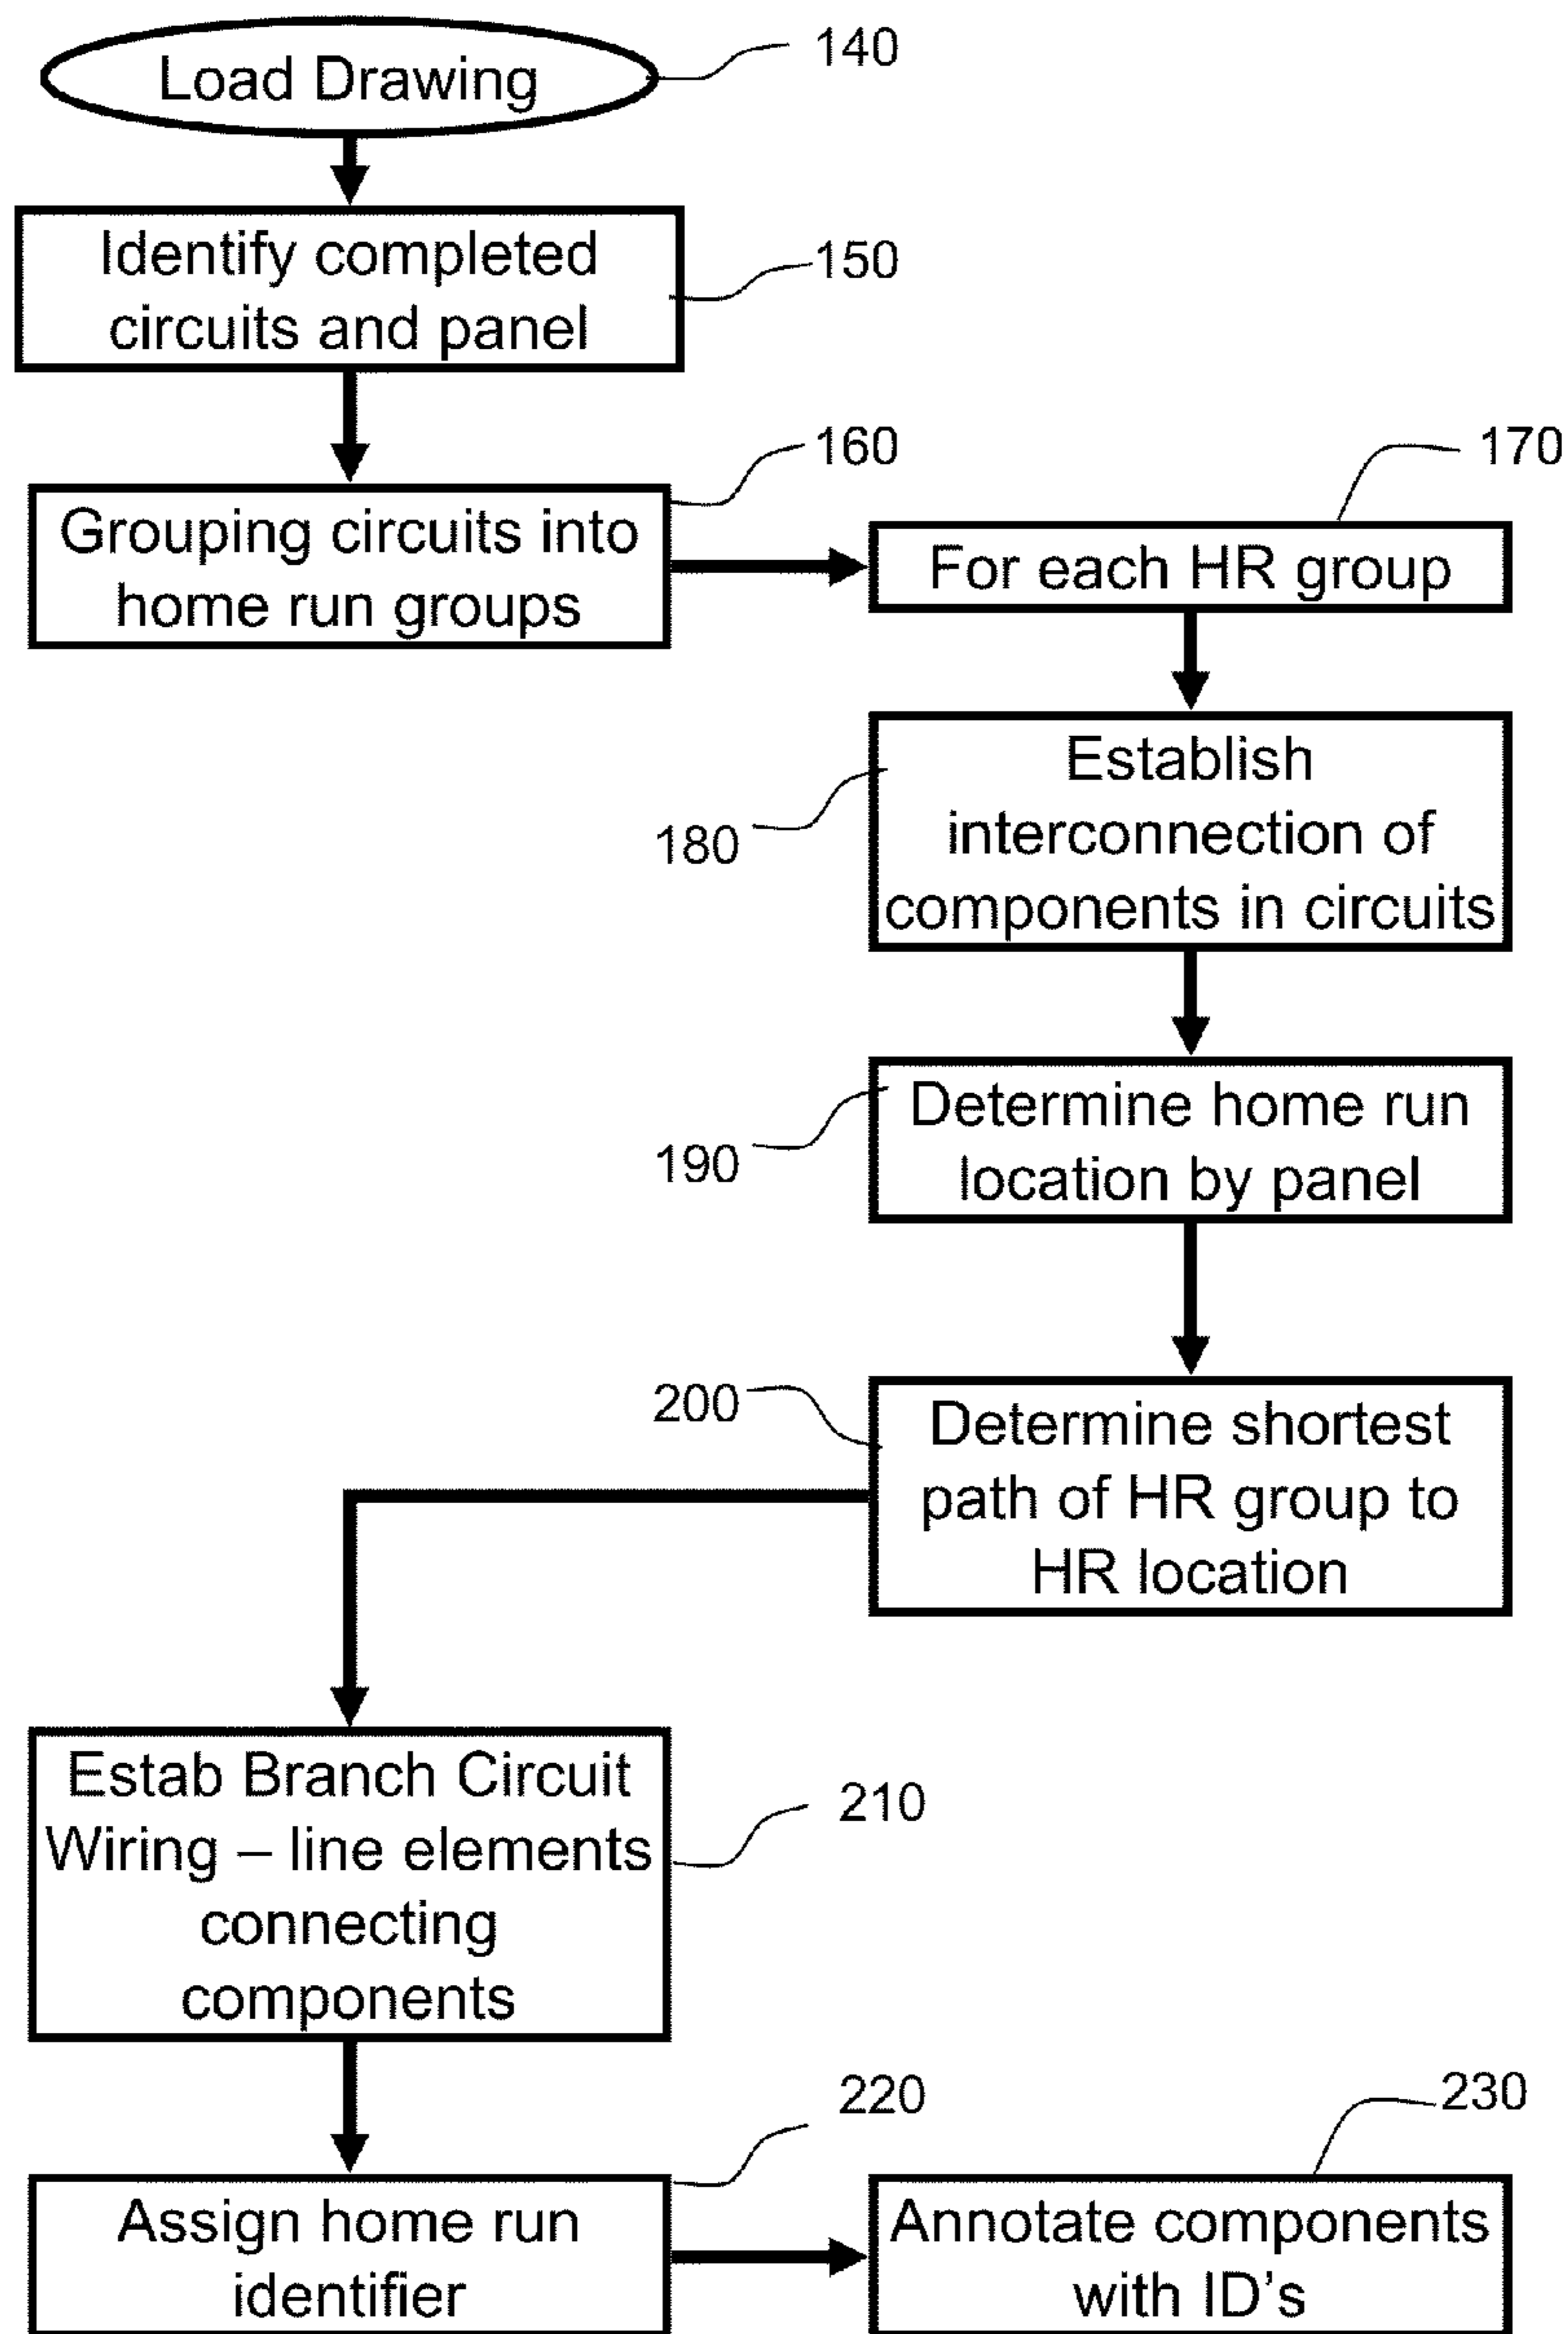 Load Drawing
140
Identify completed
circuits and panel
150
Grouping circuits into
home run groups
160
For each HR group
170
Establish
interconnection of
components in circuits
180
Determine home run
location by panel
190
Determine shortest
path of HR group to
HR location
200
Estab Branch Circuit
Wiring – line elements
connecting
components
210
Assign home run
identifier
220
Annotate components
with ID's
230